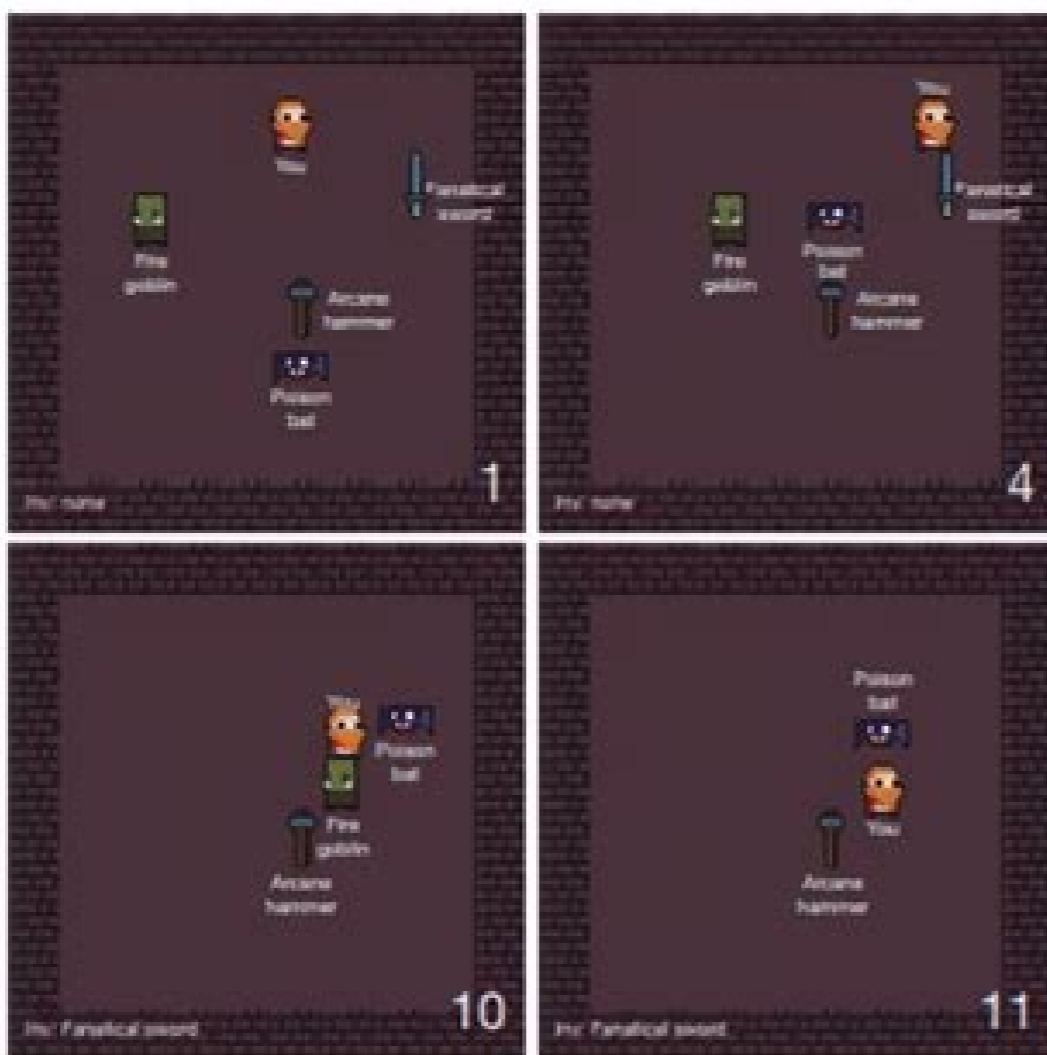 You
Fanatical
sword
Fire
goblin
Arcane
hammer
Poison
bat
Inv: none
1
You
Fanatical
sword
Fire
goblin
Poison
bat
Arcane
hammer
Inv: none
4
You
Poison
bat
Fire
goblin
Arcane
hammer
Inv: Fanatical sword
10
Poison
bat
You
Arcane
hammer
Inv: Fanatical sword
11